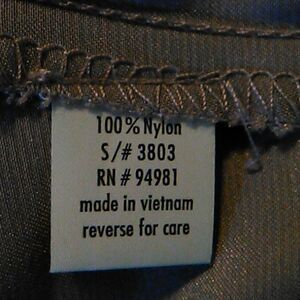 100% Nylon
S/# 3803
RN # 94981
made in vietnam
reverse for care